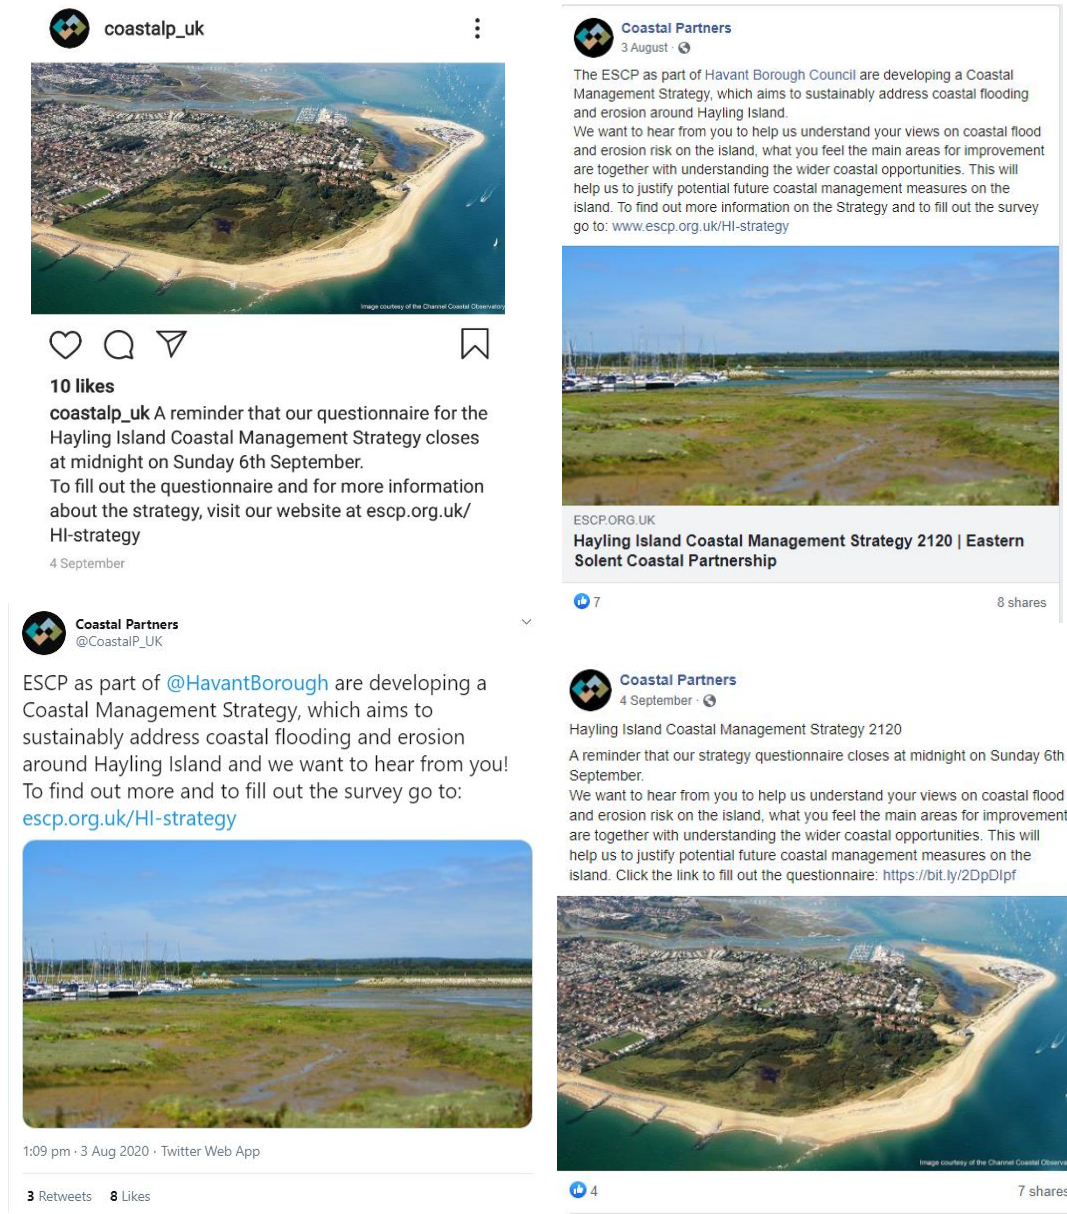 coastalp_uk
Image courtesy of the Channel Coastal Observatory
10 likes
coastalp_uk A reminder that our questionnaire for the
Hayling Island Coastal Management Strategy closes
at midnight on Sunday 6th September.
To fill out the questionnaire and for more information
about the strategy, visit our website at escp.org.uk/
HI-strategy
4 September
Coastal Partners
3 August
The ESCP as part of Havant Borough Council are developing a Coastal
Management Strategy, which aims to sustainably address coastal flooding
and erosion around Hayling Island.
We want to hear from you to help us understand your views on coastal flood
and erosion risk on the island, what you feel the main areas for improvement
are together with understanding the wider coastal opportunities. This will
help us to justify potential future coastal management measures on the
island. To find out more information on the Strategy and to fill out the survey
go to: www.escp.org.uk/HI-strategy
ESCP.ORG.UK
Hayling Island Coastal Management Strategy 2120 | Eastern
Solent Coastal Partnership
7
8 shares
Coastal Partners
@CoastalP_UK
ESCP as part of @HavantBorough are developing a
Coastal Management Strategy, which aims to
sustainably address coastal flooding and erosion
around Hayling Island and we want to hear from you!
To find out more and to fill out the survey go to:
escp.org.uk/HI-strategy
1:09 pm · 3 Aug 2020 · Twitter Web App
3 Retweets 8 Likes
Coastal Partners
4 September
Hayling Island Coastal Management Strategy 2120
A reminder that our strategy questionnaire closes at midnight on Sunday 6th
September.
We want to hear from you to help us understand your views on coastal flood
and erosion risk on the island, what you feel the main areas for improvement
are together with understanding the wider coastal opportunities. This will
help us to justify potential future coastal management measures on the
island. Click the link to fill out the questionnaire: https://bit.ly/2DpDIpf
Image courtesy of the Channel Coastal Observa
4
7 shares